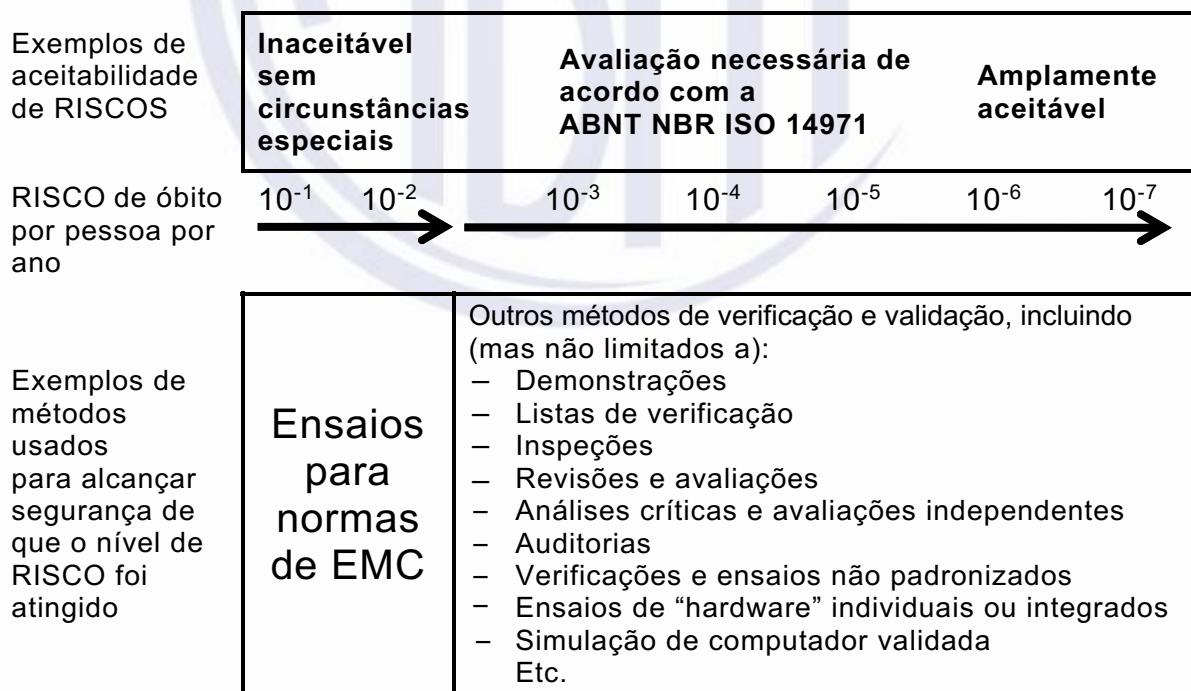 Exemplos de
aceitabilidade
de RISCOS
Inaceitável
sem
circunstâncias
especiais
Avaliação necessária de
acordo com a
ABNT NBR ISO 14971
Amplamente
aceitável
RISCO de óbito
por pessoa por
ano
10⁻¹ 10⁻² 10⁻³ 10⁻⁴ 10⁻⁵ 10⁻⁶ 10⁻⁷
Exemplos de
métodos
usados
para alcançar
segurança de
que o nível de
RISCO foi
atingido
Ensaios
para
normas
de EMC
Outros métodos de verificação e validação, incluindo
(mas não limitados a):
– Demonstrações
– Listas de verificação
– Inspeções
– Revisões e avaliações
– Análises críticas e avaliações independentes
– Auditorias
– Verificações e ensaios não padronizados
– Ensaios de “hardware” individuais ou integrados
– Simulação de computador validada
Etc.